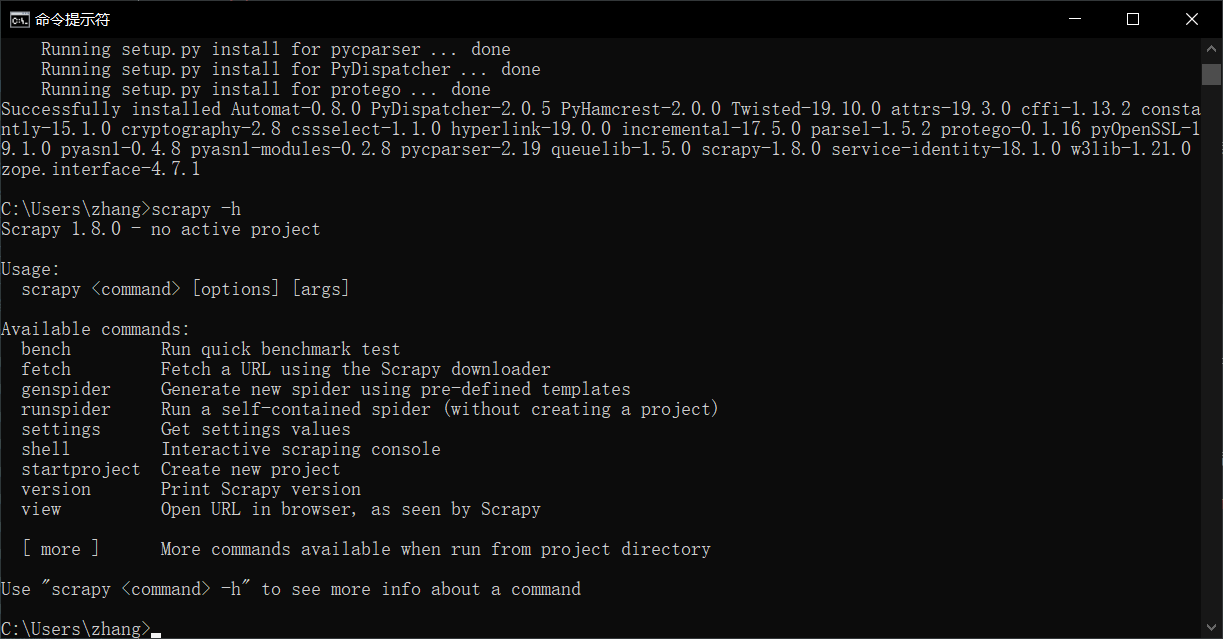 命令提示符
Running setup.py install for pycparser ... done
Running setup.py install for PyDispatcher ... done
Running setup.py install for protego ... done
Successfully installed Automat-0.8.0 PyDispatcher-2.0.5 PyHamcrest-2.0.0 Twisted-19.10.0 attrs-19.3.0 cffi-1.13.2 consta
ntly-15.1.0 cryptography-2.8 cssselect-1.1.0 hyperlink-19.0.0 incremental-17.5.0 parsel-1.5.2 protego-0.1.16 pyOpenSSL-1
9.1.0 pyasn1-0.4.8 pyasn1-modules-0.2.8 pycparser-2.19 queuelib-1.5.0 scrapy-1.8.0 service-identity-18.1.0 w3lib-1.21.0
zope.interface-4.7.1
C:\Users\zhang>scrapy -h
Scrapy 1.8.0 - no active project
Usage:
scrapy <command> [options] [args]
Available commands:
bench Run quick benchmark test
fetch Fetch a URL using the Scrapy downloader
genspider Generate new spider using pre-defined templates
runspider Run a self-contained spider (without creating a project)
settings Get settings values
shell Interactive scraping console
startproject Create new project
version Print Scrapy version
view Open URL in browser, as seen by Scrapy
[ more ] More commands available when run from project directory
Use "scrapy <command> -h" to see more info about a command
C:\Users\zhang>